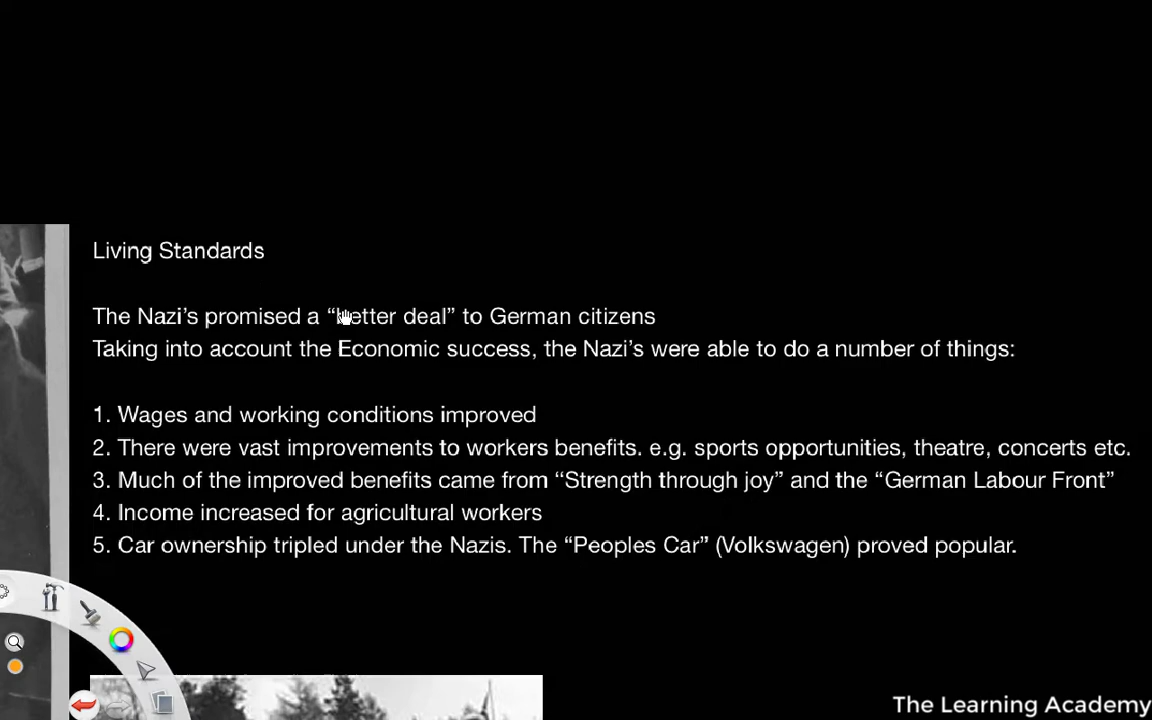 Living Standards
The Nazi's promised a “better deal” to German citizens
Taking into account the Economic success, the Nazi's were able to do a number of things:
1. Wages and working conditions improved
2. There were vast improvements to workers benefits. e.g. sports opportunities, theatre, concerts etc.
3. Much of the improved benefits came from “Strength through joy” and the “German Labour Front”
4. Income increased for agricultural workers
5. Car ownership tripled under the Nazis. The “Peoples Car” (Volkswagen) proved popular.
The Learning Academy